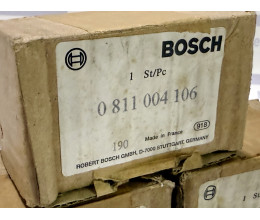 BOSCH
1 St/Pc
0 811 004 106
190 Made in France 918
ROBERT BOSCH GMBH, D-7000 STUTTGART, GERMANY
BOSCH